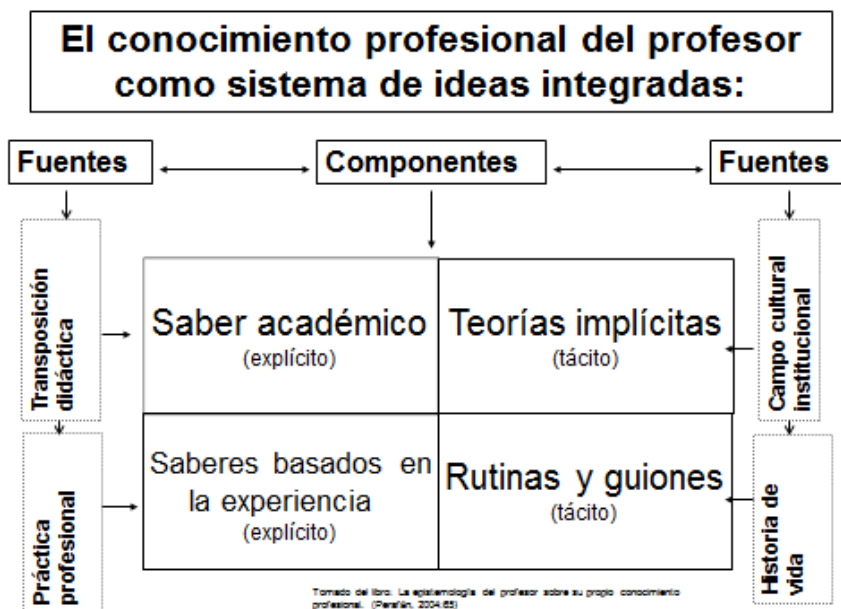 El conocimiento profesional del profesor
como sistema de ideas integradas:
Fuentes
Componentes
Fuentes
Transposición
didáctica
Saber académico
(explícito)
Teorías implícitas
(tácito)
Campo cultural
institucional
Práctica
profesional
Saberes basados en
la experiencia
(explícito)
Rutinas y guiones
(tácito)
Historia de
vida
Tomado del libro. La epistemología del profesor sobre su propio conocimiento
profesional. (Perafán, 2004:65)